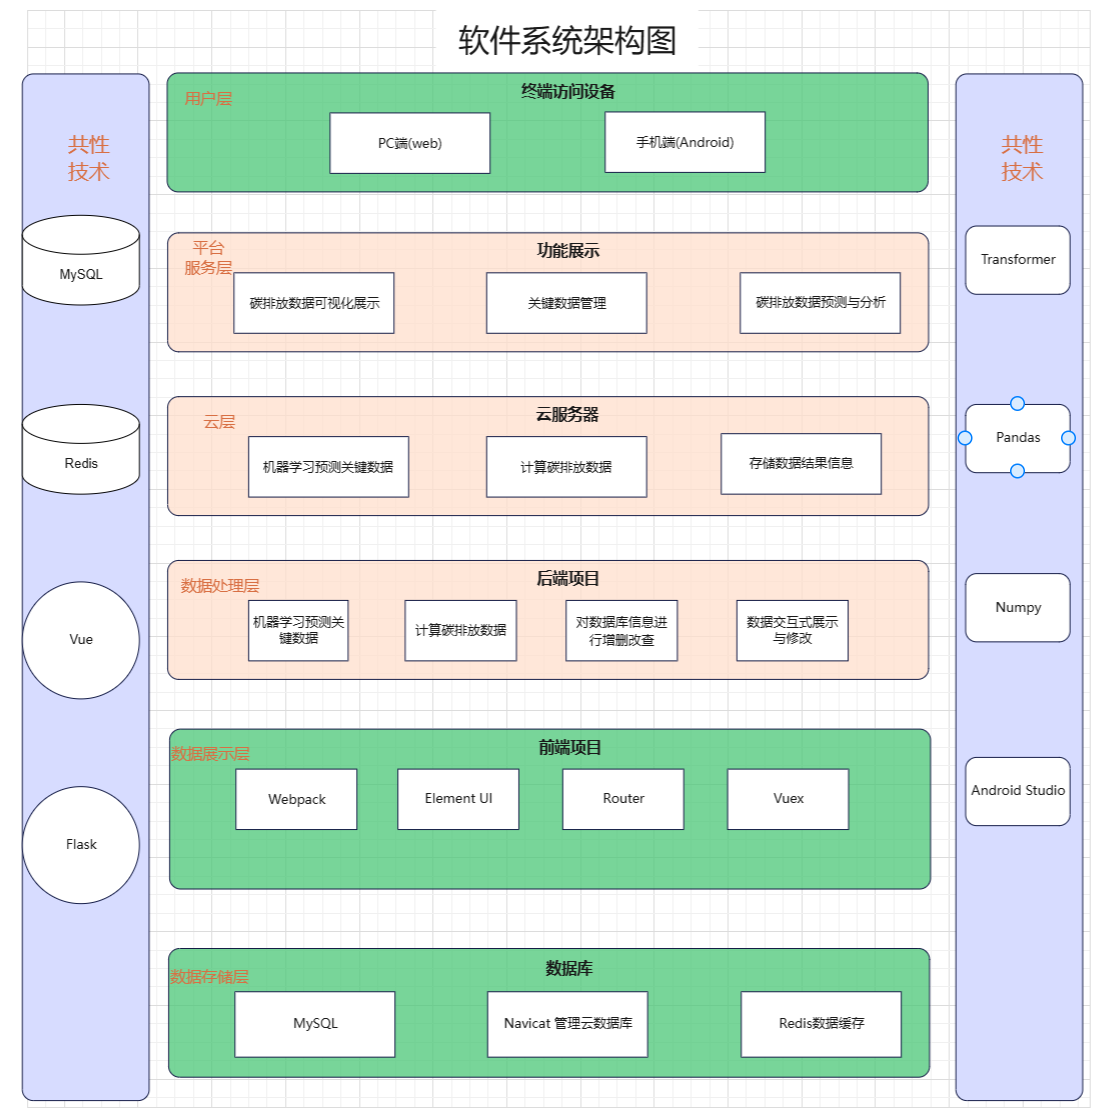 软件系统架构图
共性
技术
MySQL
Redis
Vue
Flask
用户层
终端访问设备
PC端(web)
手机端(Android)
平台
服务层
功能展示
碳排放数据可视化展示
关键数据管理
碳排放数据预测与分析
云层
云服务器
机器学习预测关键数据
计算碳排放数据
存储数据结果信息
数据处理层
后端项目
机器学习预测关
键数据
计算碳排放数据
对数据库信息进
行增删改查
数据交互式展示
与修改
数据展示层
前端项目
Webpack
Element UI
Router
Vuex
数据存储层
数据库
MySQL
Navicat 管理云数据库
Redis数据缓存
共性
技术
Transformer
Pandas
Numpy
Android Studio